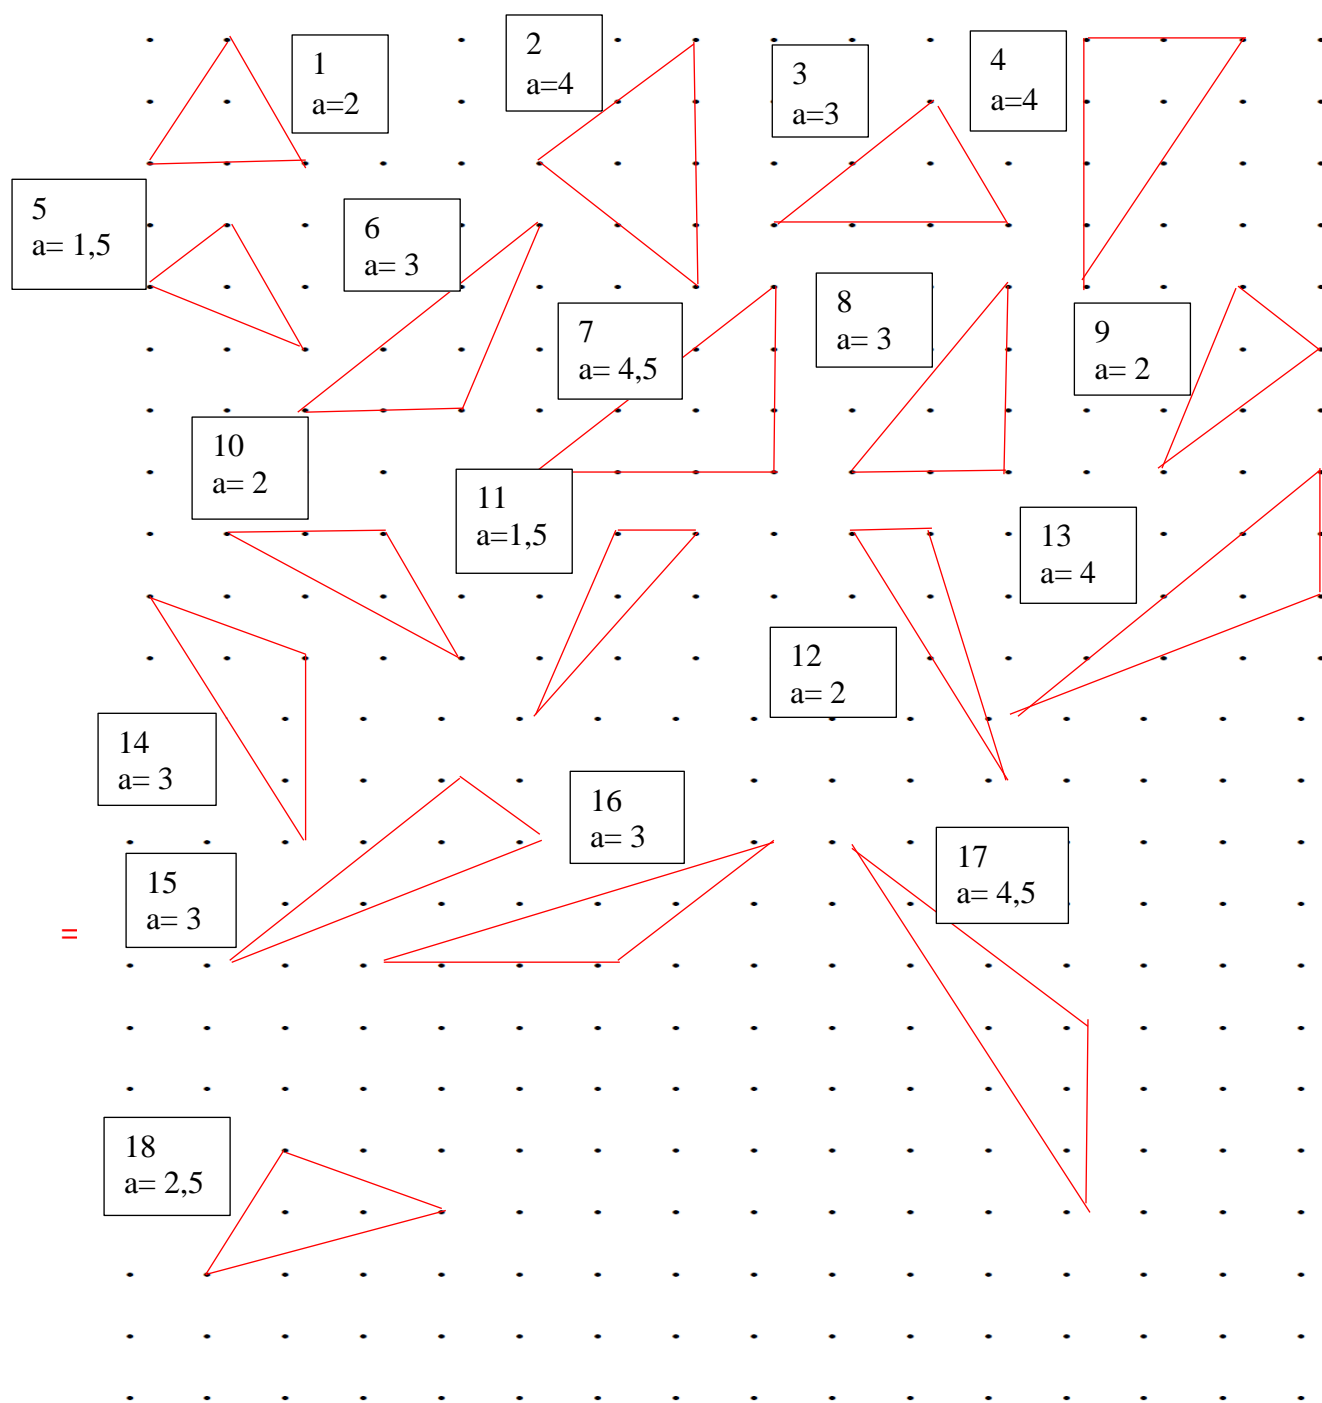 1
a=2
2
a=4
3
a=3
4
a=4
5
a= 1,5
6
a= 3
7
a= 4,5
8
a= 3
9
a= 2
10
a= 2
11
a=1,5
12
a= 2
13
a= 4
14
a= 3
15
a= 3
16
a= 3
17
a= 4,5
=
18
a= 2,5